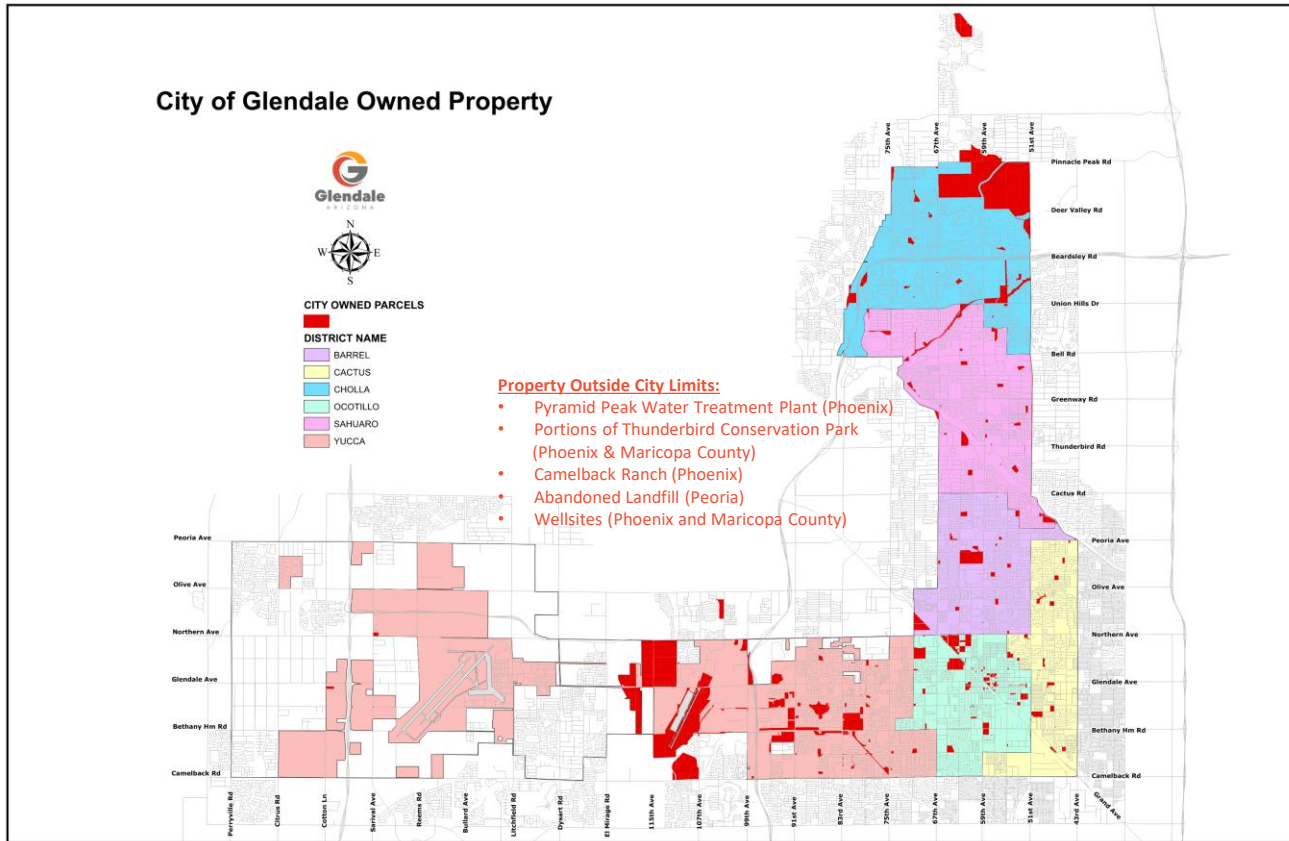 City of Glendale Owned Property
Glendale
ARIZONA
N
W E
S
CITY OWNED PARCELS
DISTRICT NAME
BARREL
CACTUS
CHOLLA
OCOTILLO
SAHUARO
YUCCA
Property Outside City Limits:
• Pyramid Peak Water Treatment Plant (Phoenix)
• Portions of Thunderbird Conservation Park
(Phoenix & Maricopa County)
• Camelback Ranch (Phoenix)
• Abandoned Landfill (Peoria)
• Wellsites (Phoenix and Maricopa County)
75th Ave
67th Ave
59th Ave
51st Ave
Pinnacle Peak Rd
Deer Valley Rd
Beardsley Rd
Union Hills Dr
Bell Rd
Greenway Rd
Thunderbird Rd
Cactus Rd
Peoria Ave
Olive Ave
Northern Ave
Glendale Ave
Bethany Hm Rd
Camelback Rd
Peoria Ave
Olive Ave
Northern Ave
Glendale Ave
Bethany Hm Rd
Camelback Rd
Perryville Rd
Citrus Rd
Cotton Ln
Sarival Ave
Reems Rd
Bullard Ave
Litchfield Rd
Dysart Rd
El Mirage Rd
115th Ave
107th Ave
99th Ave
91st Ave
83rd Ave
75th Ave
67th Ave
59th Ave
51st Ave
43rd Ave
Grand Ave